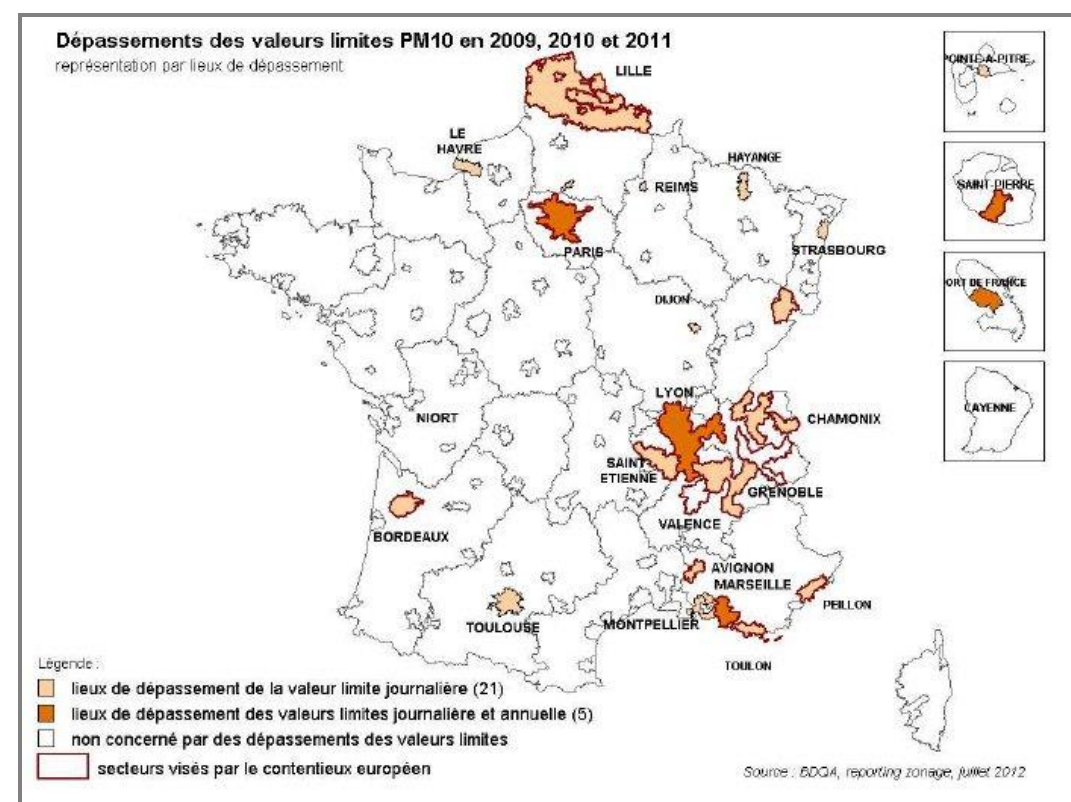 Dépassements des valeurs limites PM10 en 2009, 2010 et 2011
représentation par lieux de dépassement
LILLE
LE
HAVRE
HAYANGE
REIMS
PARIS
STRASBOURG
DIJON
LYON
CHAMONIX
NIORT
SAINT-
ETIENNE
GRENOBLE
VALENCE
BORDEAUX
AVIGNON
MARSEILLE
PEILLON
TOULOUSE
MONTPELLIER
TOULON
POINTE-A-PITRE
SAINT-PIERRE
ORT DE FRANCE
CAYENNE
Légende :
lieux de dépassement de la valeur limite journalière (21)
lieux de dépassement des valeurs limites journalière et annuelle (5)
non concerné par des dépassements des valeurs limites
secteurs visés par le contentieux européen
Source : BDQA, reporting zonage, juillet 2012